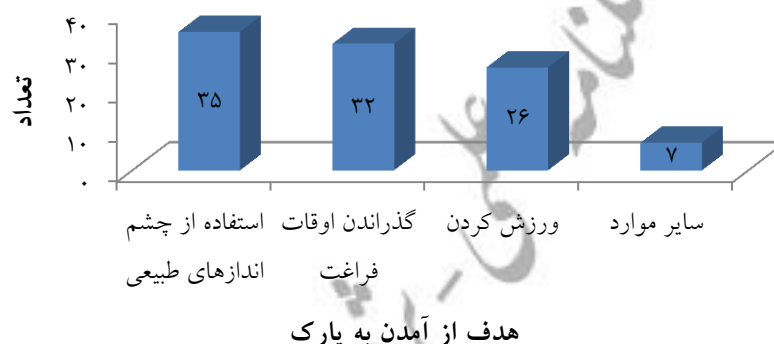 ۴۰
۳۰
۲۰
۱۰
۰
تعداد
۳۵
۳۲
۲۶
۷
استفاده از چشم
اندازهای طبیعی
گذراندن اوقات
فراغت
ورزش کردن
سایر موارد
هدف از آمدن به پارک